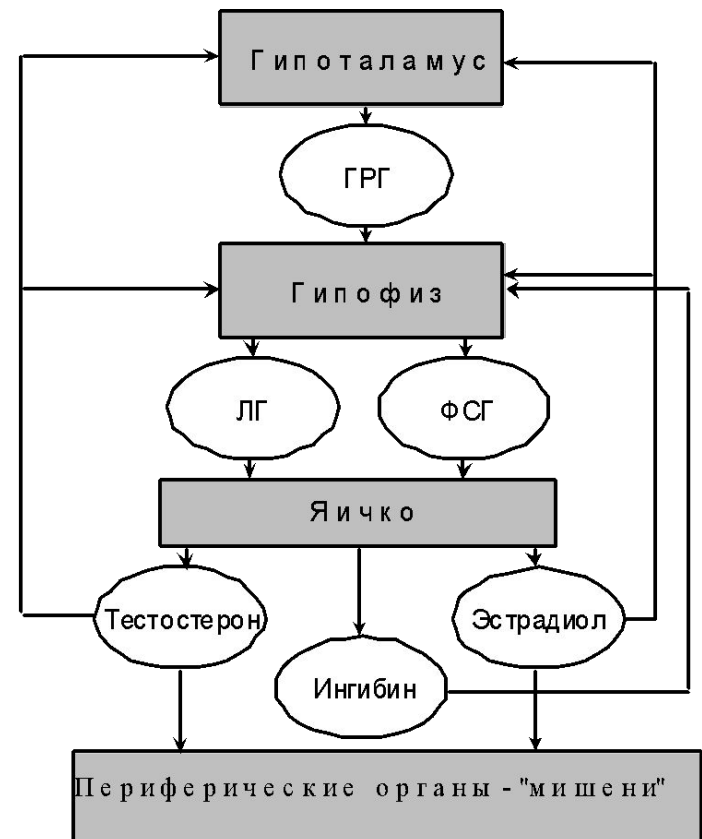 Гипоталамус
ГРГ
Гипофиз
ЛГ ФСГ
Яичко
Тестостерон Эстрадиол
Ингибин
Периферические органы - "мишени"